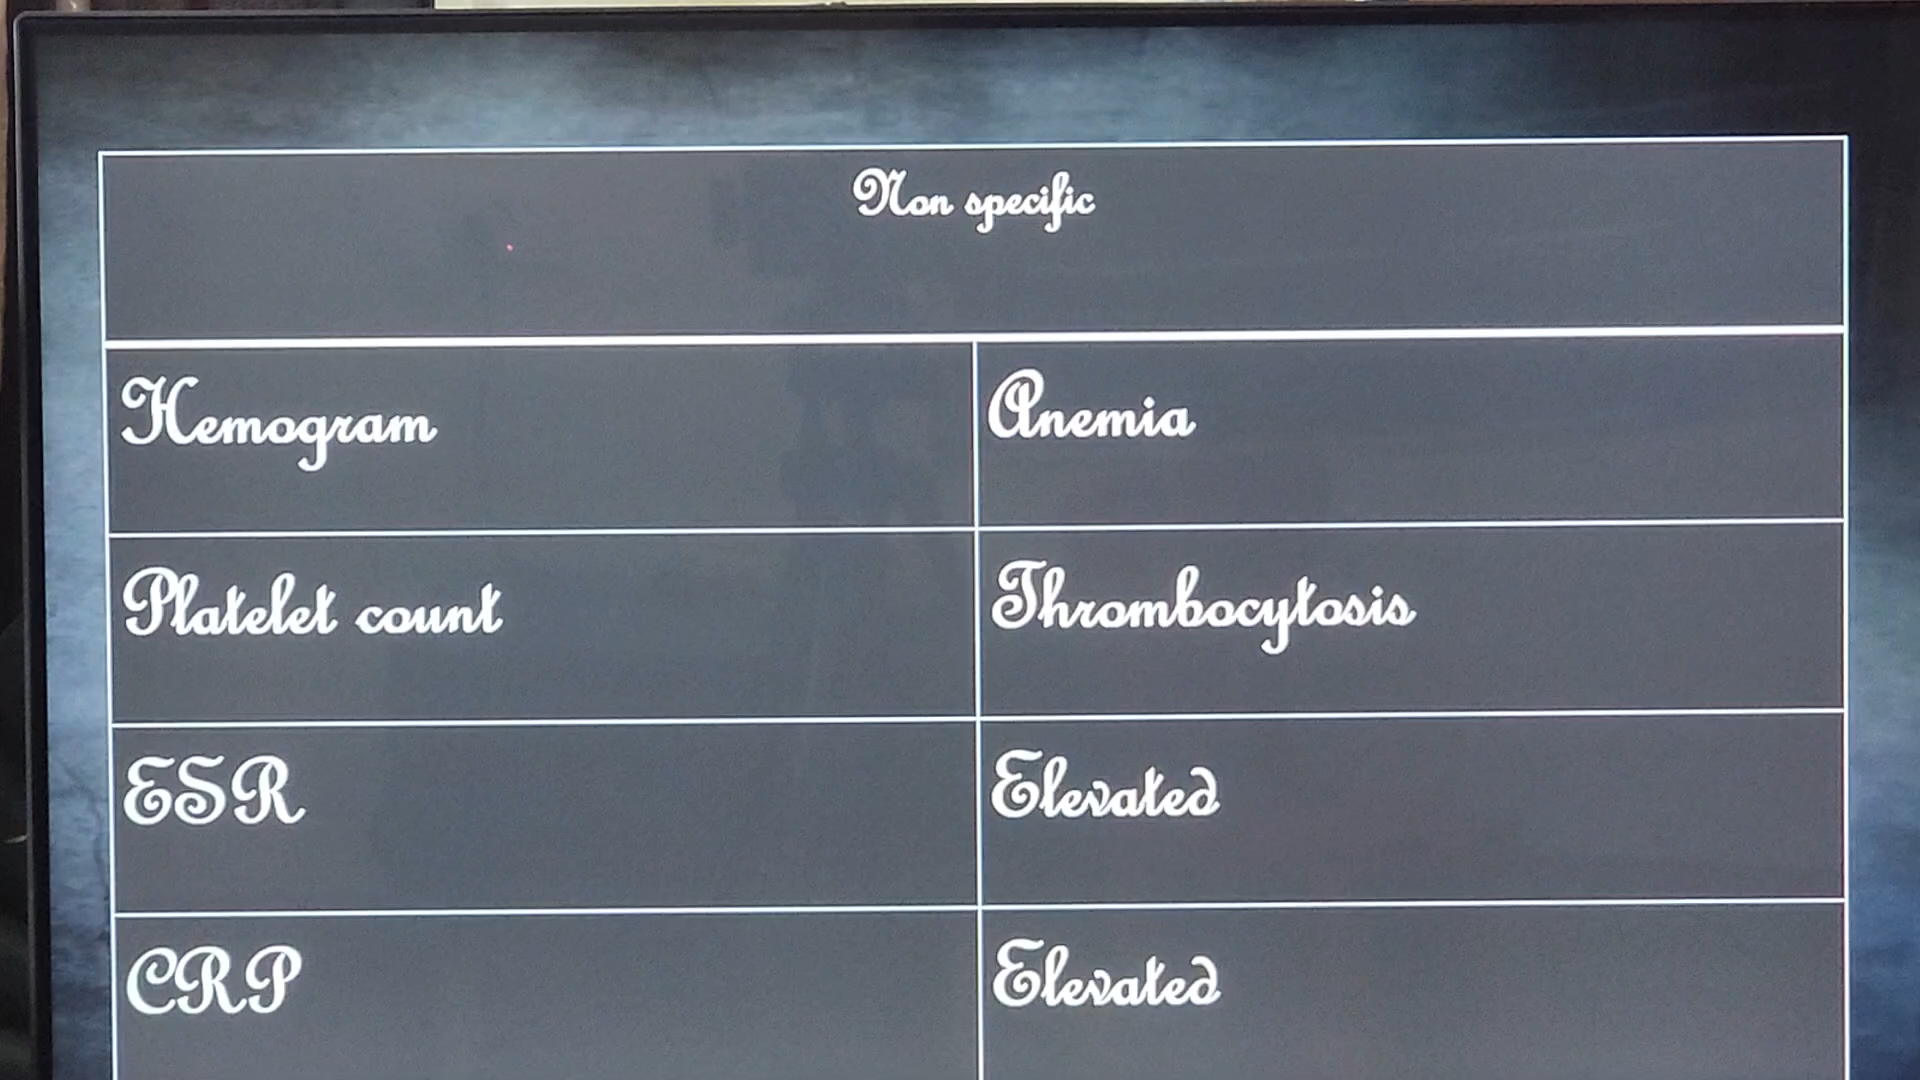 Non specific
Hemogram Anemia
Platelet count Thrombocytosis
ESR Elevated
CRP Elevated